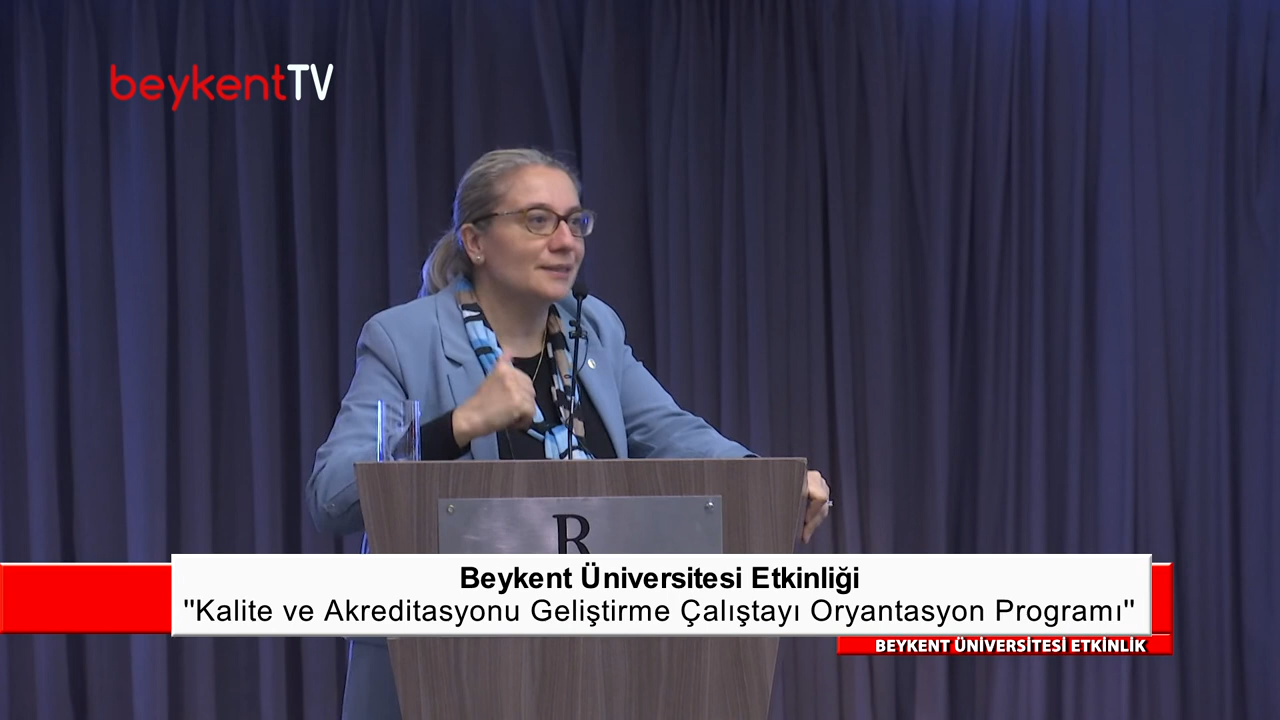 beykentTV
R
Beykent Üniversitesi Etkinliği
"Kalite ve Akreditasyonu Geliştirme Çalıştayı Oryantasyon Programı"
BEYKENT ÜNİVERSİTESİ ETKİNLİK